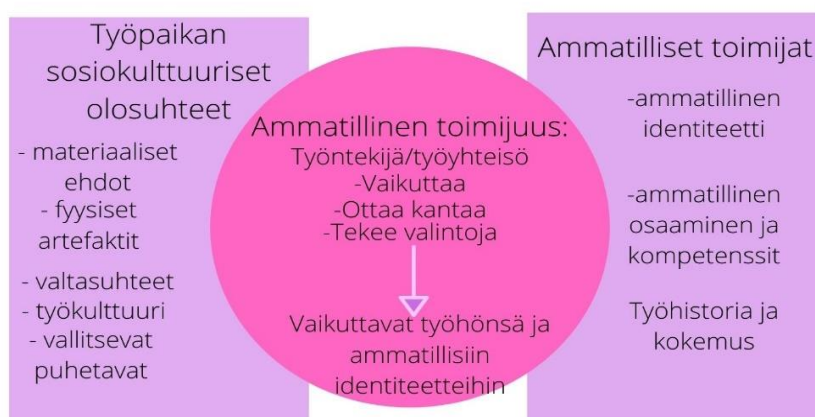 Työpaikan
sosiokulttuuriset
olosuhteet
- materiaaliset
ehdot
- fyysiset
artefaktit
- valtasuhteet
- työkulttuuri
- vallitsevat
puhetavat
Ammatillinen toimijuus:
Työntekijä/työyhteisö
-Vaikuttaa
-Ottaa kantaa
-Tekee valintoja
Vaikuttavat työhönsä ja
ammatillisiin
identiteetteihin
Ammatilliset toimijat
-ammatillinen
identiteetti
-ammatillinen
osaaminen ja
kompetenssit
Työhistoria ja
kokemus